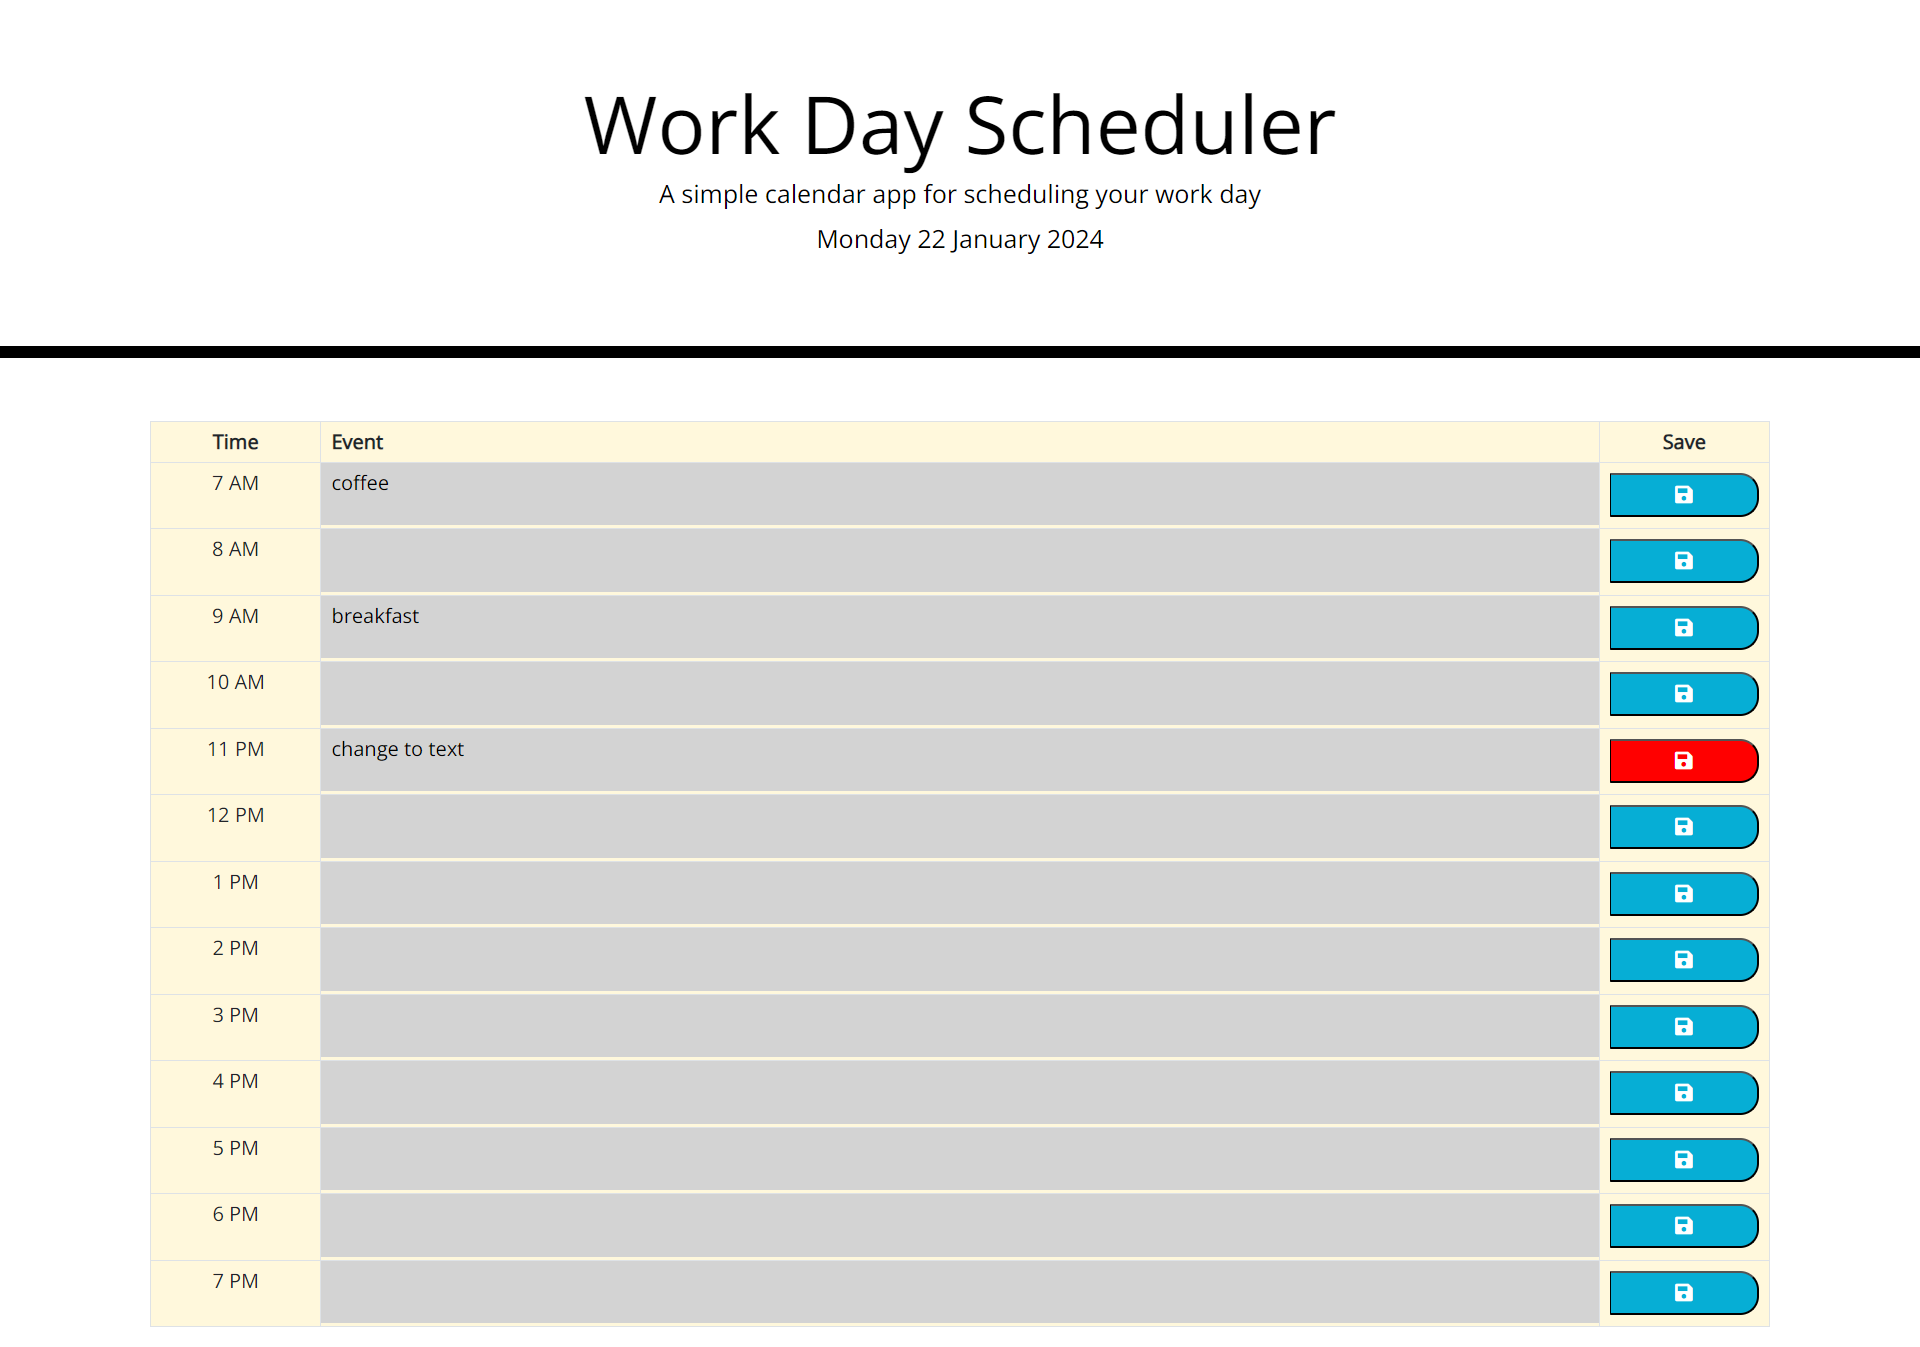 Work Day Scheduler
A simple calendar app for scheduling your work day
Monday 22 January 2024
Time Event Save
7 AM coffee
8 AM
9 AM breakfast
10 AM
11 PM change to text
12 PM
1 PM
2 PM
3 PM
4 PM
5 PM
6 PM
7 PM